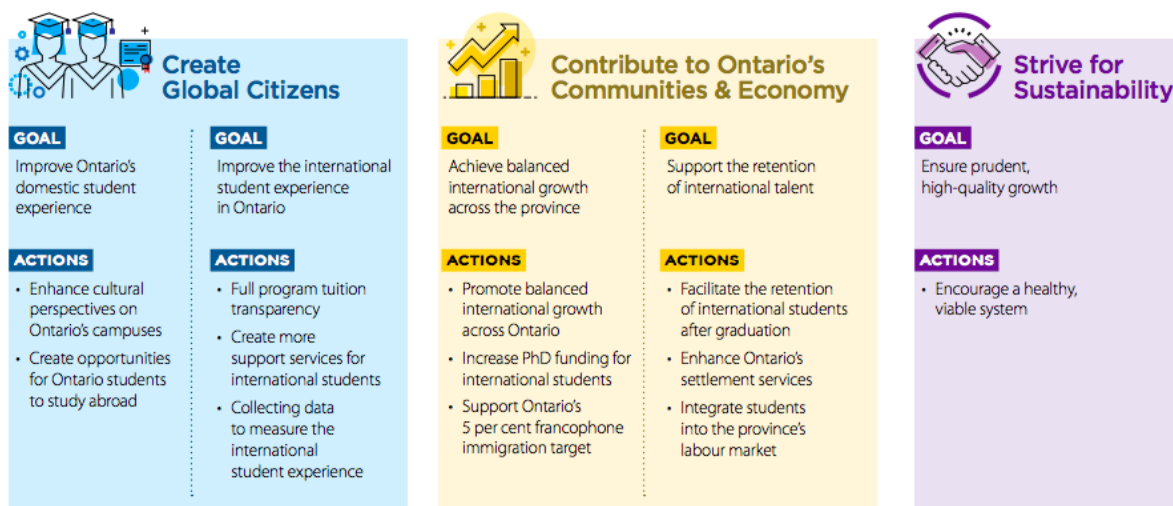 Create
Global Citizens
GOAL
Improve Ontario's
domestic student
experience
ACTIONS
• Enhance cultural
perspectives on
Ontario's campuses
• Create opportunities
for Ontario students
to study abroad
GOAL
Improve the international
student experience
in Ontario
ACTIONS
• Full program tuition
transparency
• Create more
support services for
international students
• Collecting data
to measure the
international
student experience
Contribute to Ontario's
Communities & Economy
GOAL
Achieve balanced
international growth
across the province
ACTIONS
• Promote balanced
international growth
across Ontario
• Increase PhD funding for
international students
• Support Ontario's
5 per cent francophone
immigration target
GOAL
Support the retention
of international talent
ACTIONS
• Facilitate the retention
of international students
after graduation
• Enhance Ontario's
settlement services
• Integrate students
into the province's
labour market
Strive for
Sustainability
GOAL
Ensure prudent,
high-quality growth
ACTIONS
• Encourage a healthy,
viable system